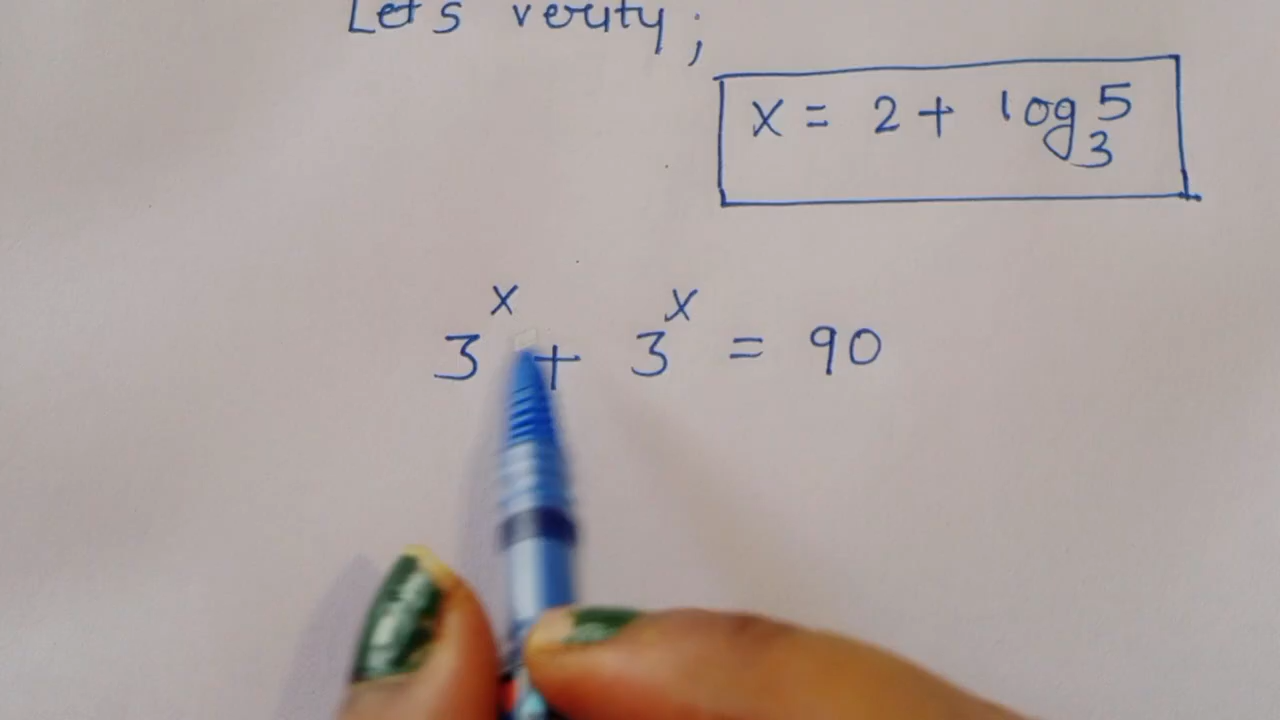 Let's verify;
x = 2 + log₃5
3ˣ + 3ˣ = 90